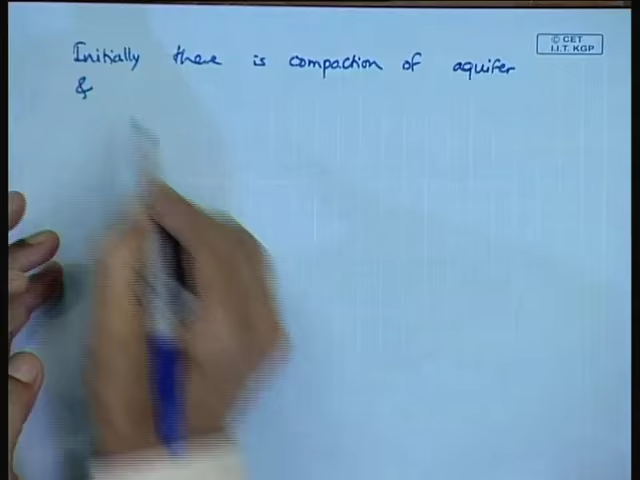 Initially there is compaction of aquifer
&
© CET
I.I.T. KGP